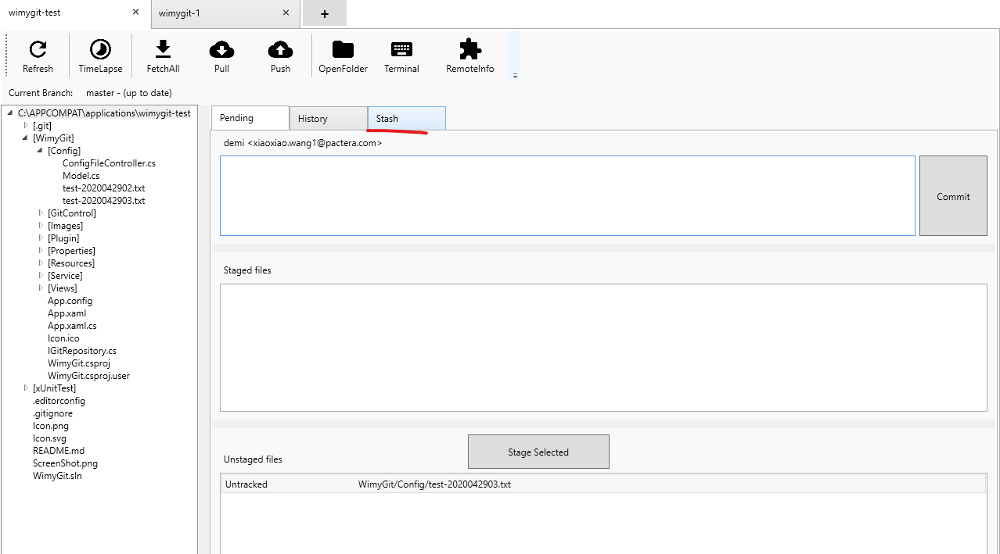 wimygit-test ✕ wimygit-1 ✕ +
Refresh TimeLapse FetchAll Pull Push OpenFolder Terminal RemoteInfo
Current Branch: master - (up to date)
C:\APPCOMPAT\applications\wimygit-test
[.git]
[WimyGit]
[Config]
ConfigFileController.cs
Model.cs
test-2020042902.txt
test-2020042903.txt
[GitControl]
[Images]
[Plugin]
[Properties]
[Resources]
[Service]
[Views]
App.config
App.xaml
App.xaml.cs
Icon.ico
IGitRepository.cs
WimyGit.csproj
WimyGit.csproj.user
[xUnitTest]
.editorconfig
.gitignore
Icon.png
Icon.svg
README.md
ScreenShot.png
WimyGit.sln
Pending History Stash
demi <xiaoxiao.wang1@pactera.com>
Commit
Staged files
Stage Selected
Unstaged files
Untracked WimyGit/Config/test-2020042903.txt